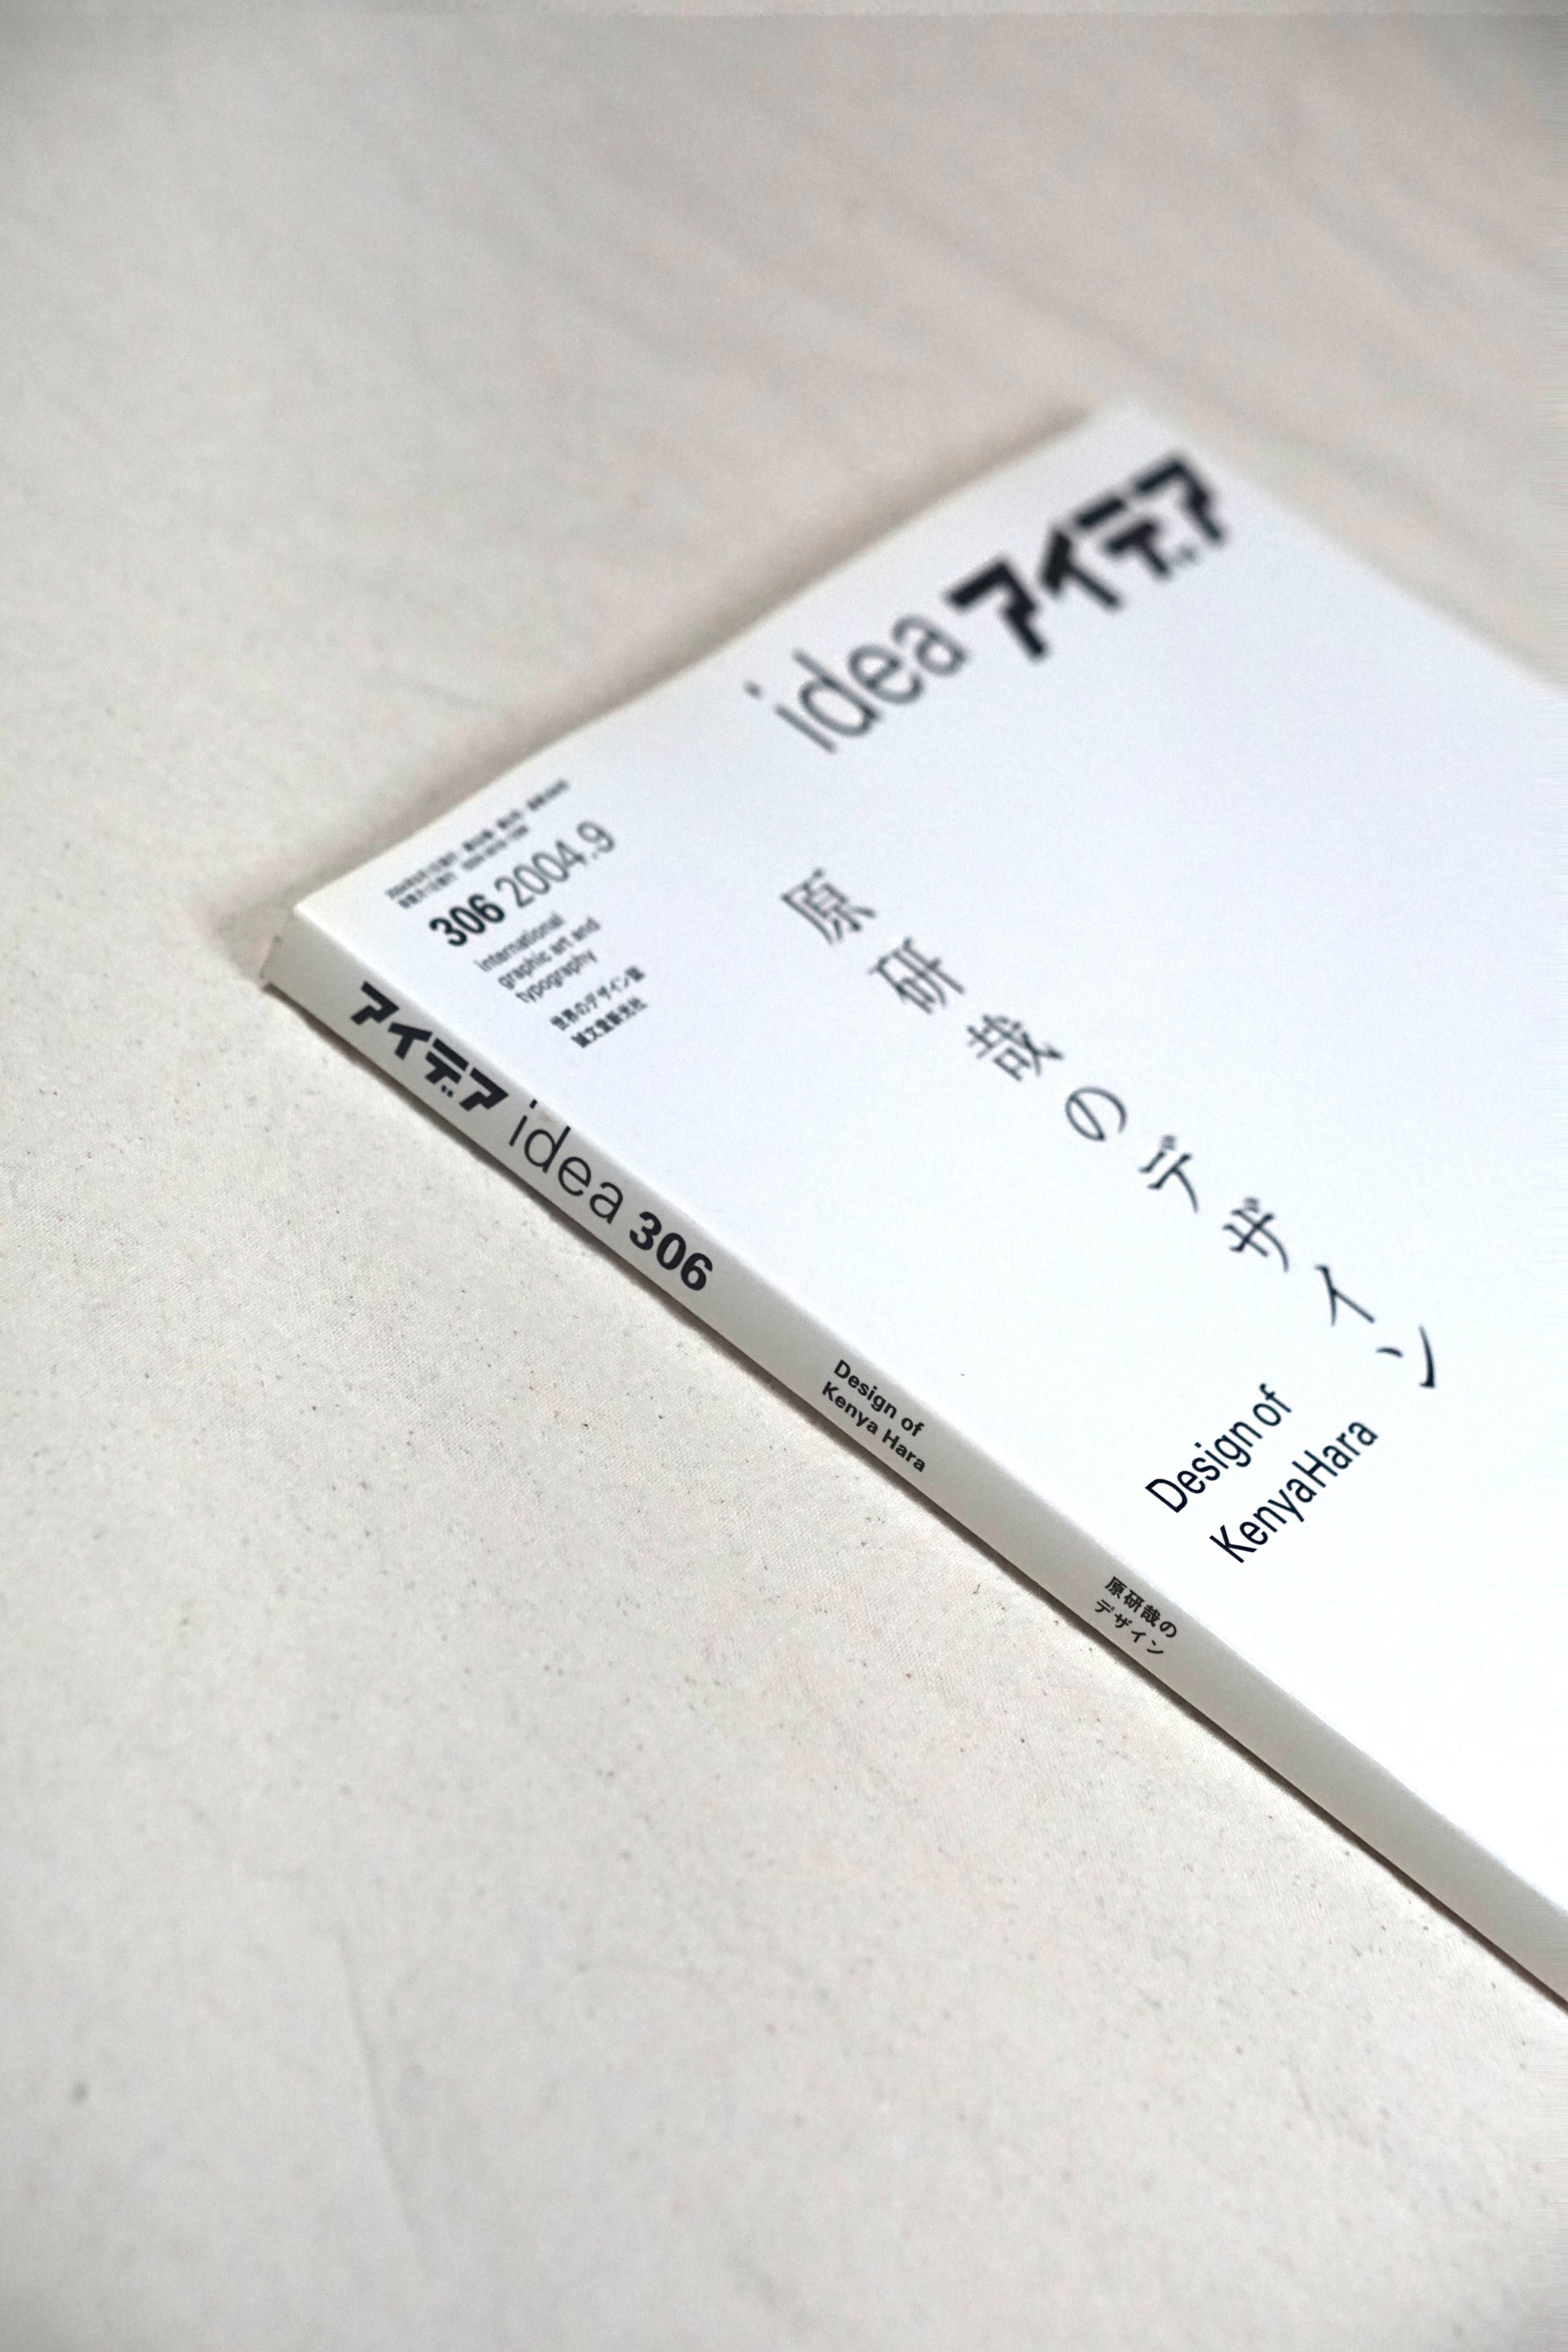 idea アイデア
306 2004.9
international
graphic art and
typography
世界のデザイン誌
誠文堂新光社
原研哉のデザイン
Design of
KenyaHara
アイデア idea 306
Design of
Kenya Hara
原研哉の
デザイン